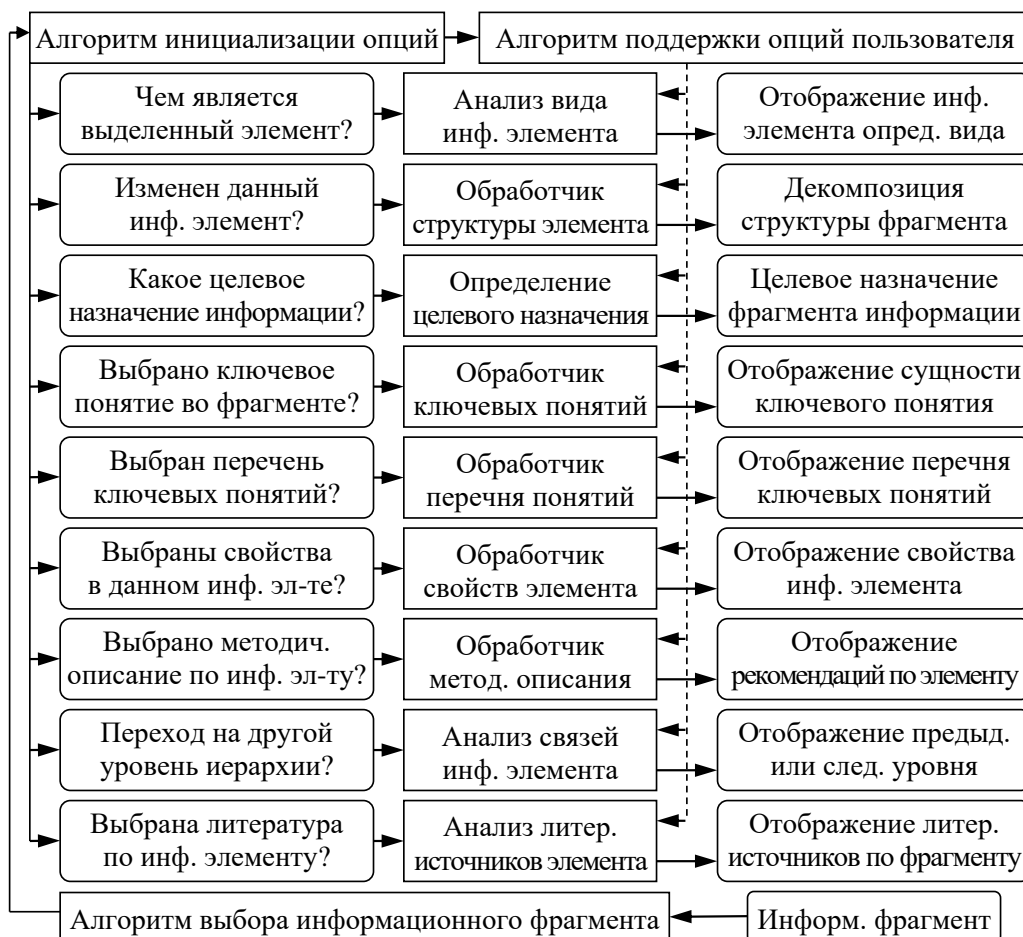 Алгоритм инициализации опций
Алгоритм поддержки опций пользователя
Чем является
выделенный элемент?
Анализ вида
инф. элемента
Отображение инф.
элемента опред. вида
Изменен данный
инф. элемент?
Обработчик
структуры элемента
Декомпозиция
структуры фрагмента
Какое целевое
назначение информации?
Определение
целевого назначения
Целевое назначение
фрагмента информации
Выбрано ключевое
понятие во фрагменте?
Обработчик
ключевых понятий
Отображение сущности
ключевого понятия
Выбран перечень
ключевых понятий?
Обработчик
перечня понятий
Отображение перечня
ключевых понятий
Выбраны свойства
в данном инф. эл-те?
Обработчик
свойств элемента
Отображение свойства
инф. элемента
Выбрано методич.
описание по инф. эл-ту?
Обработчик
метод. описания
Отображение
рекомендаций по элементу
Переход на другой
уровень иерархии?
Анализ связей
инф. элемента
Отображение предыд.
или след. уровня
Выбрана литература
по инф. элементу?
Анализ литер.
источников элемента
Отображение литер.
источников по фрагменту
Алгоритм выбора информационного фрагмента
Информ. фрагмент